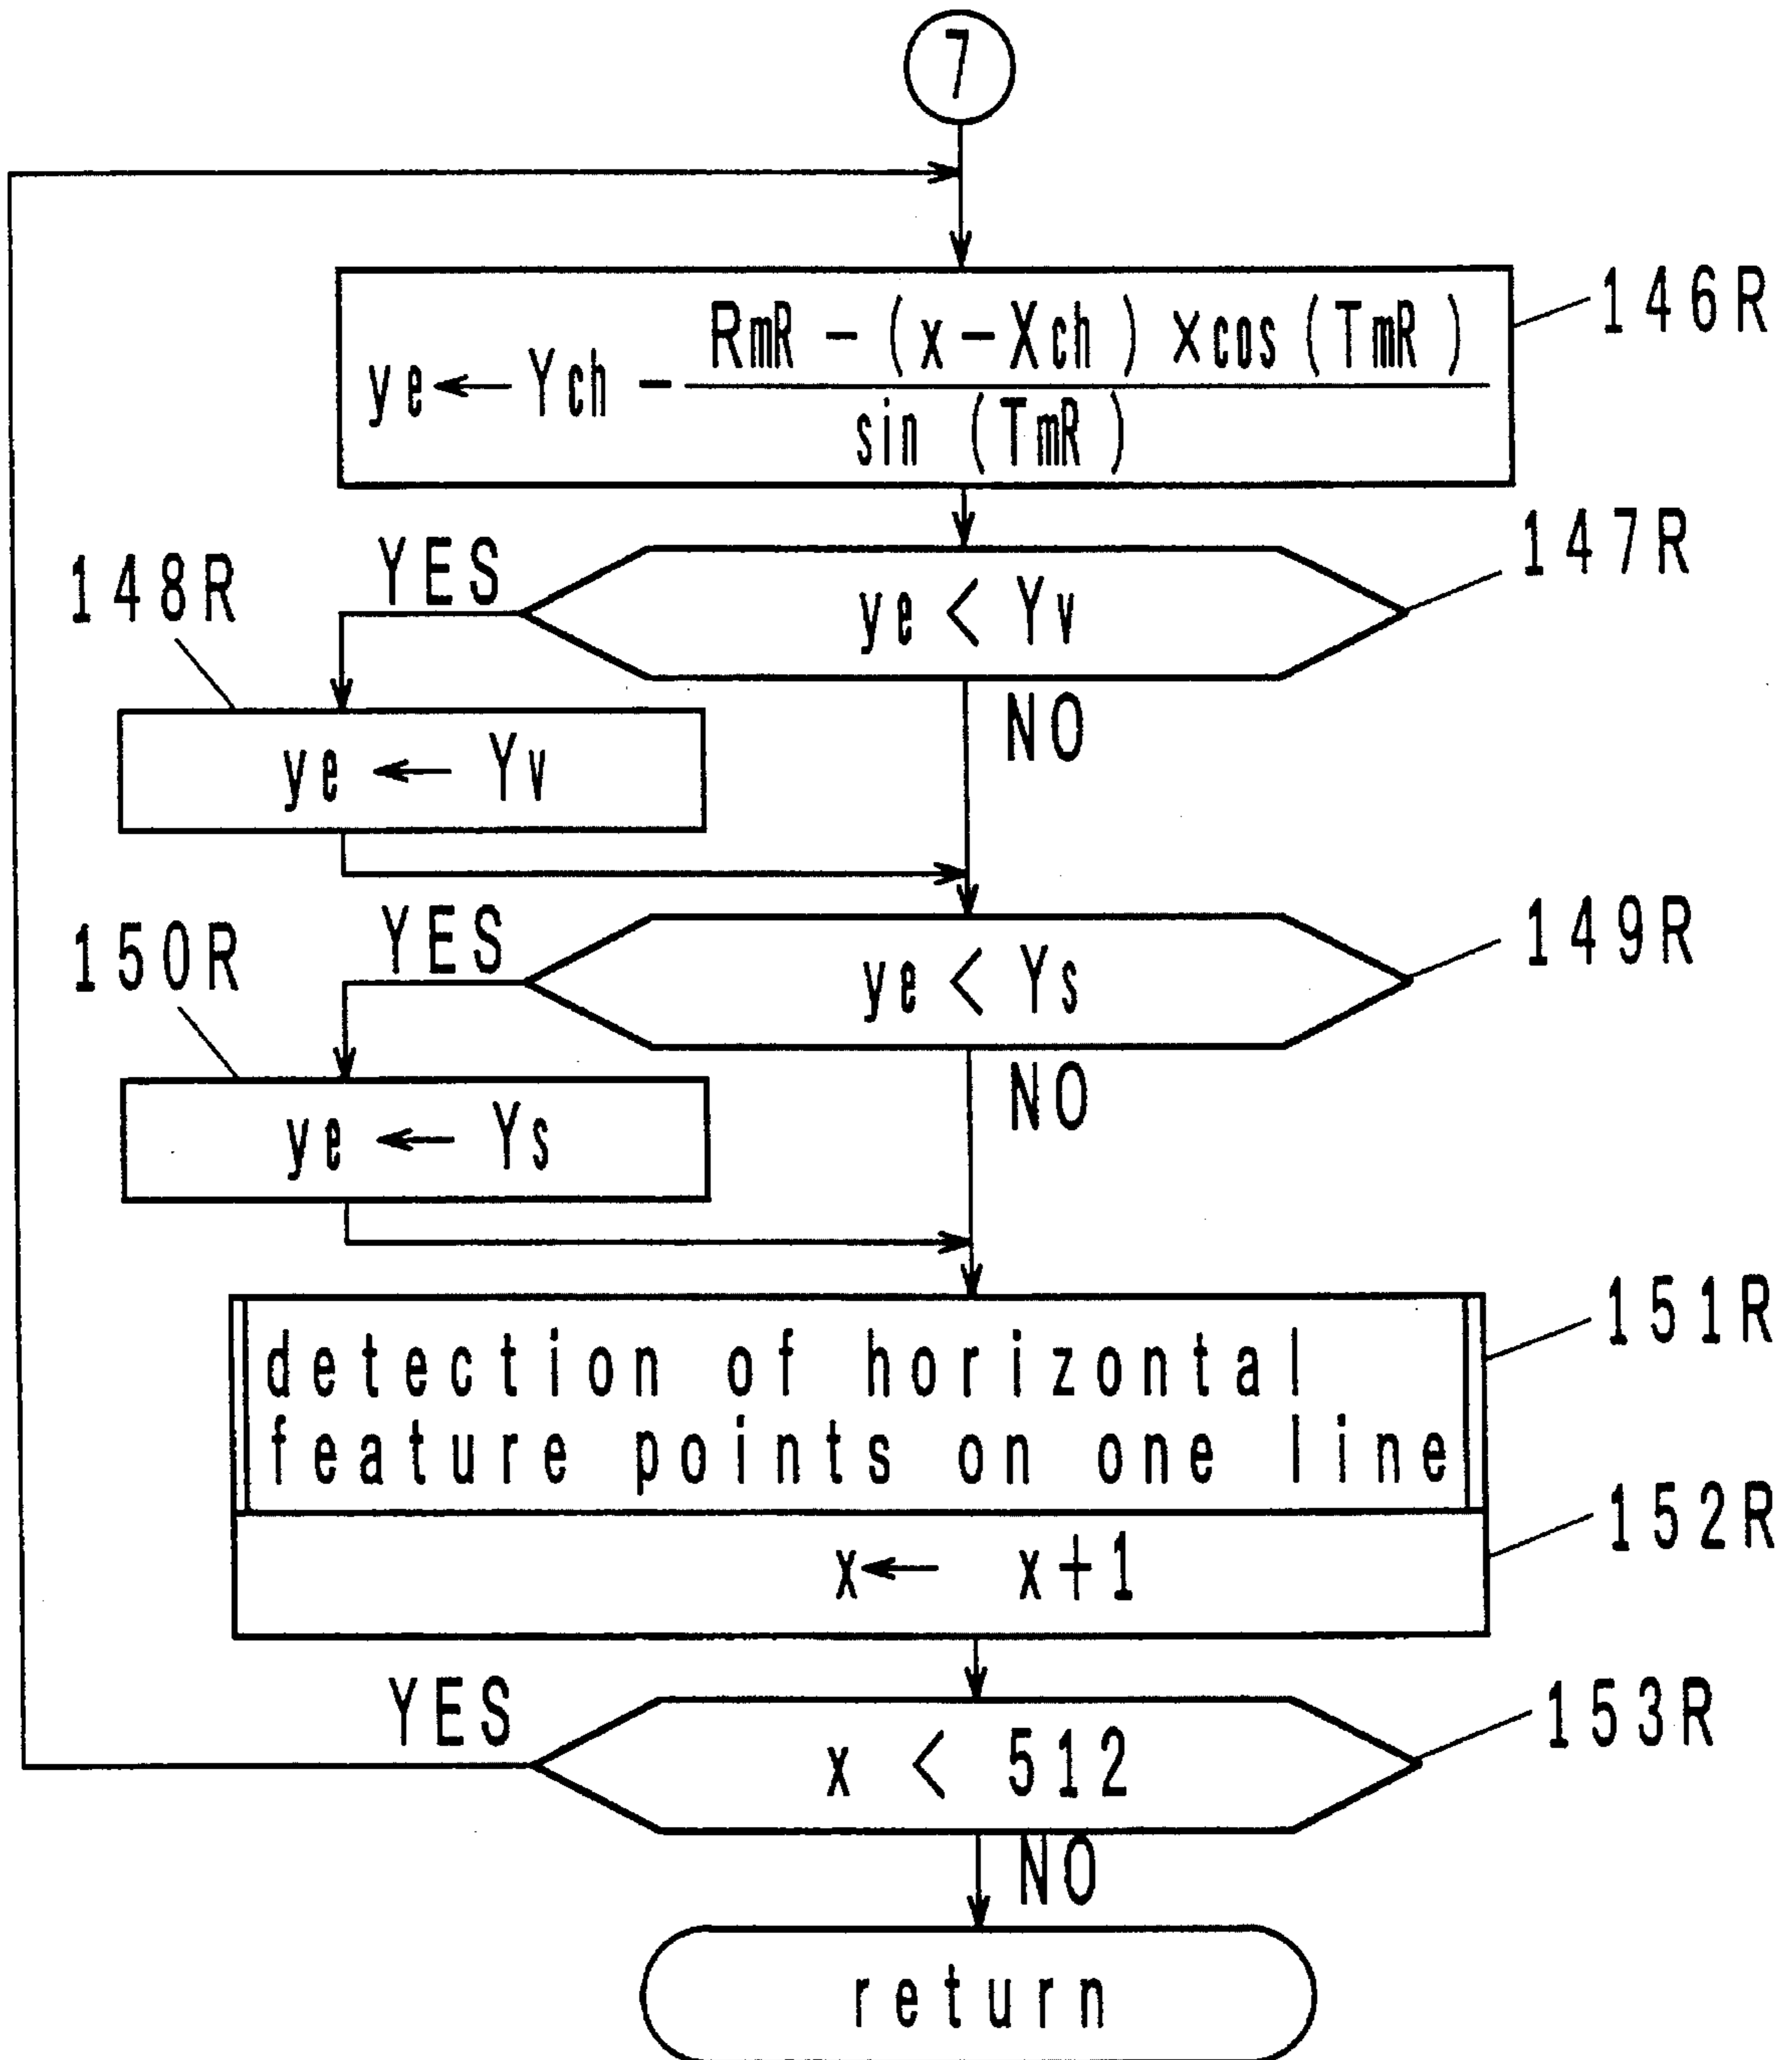 7
146R
RmR - (x - Xch) × cos (TmR)
ye ← Ych -
sin (TmR)
147R
YES
148R
ye < Yv
NO
ye ← Yv
149R
YES
150R
ye < Ys
NO
ye ← Ys
151R
detection of horizontal
feature points on one line
152R
x ← x+1
YES
153R
x < 512
NO
return